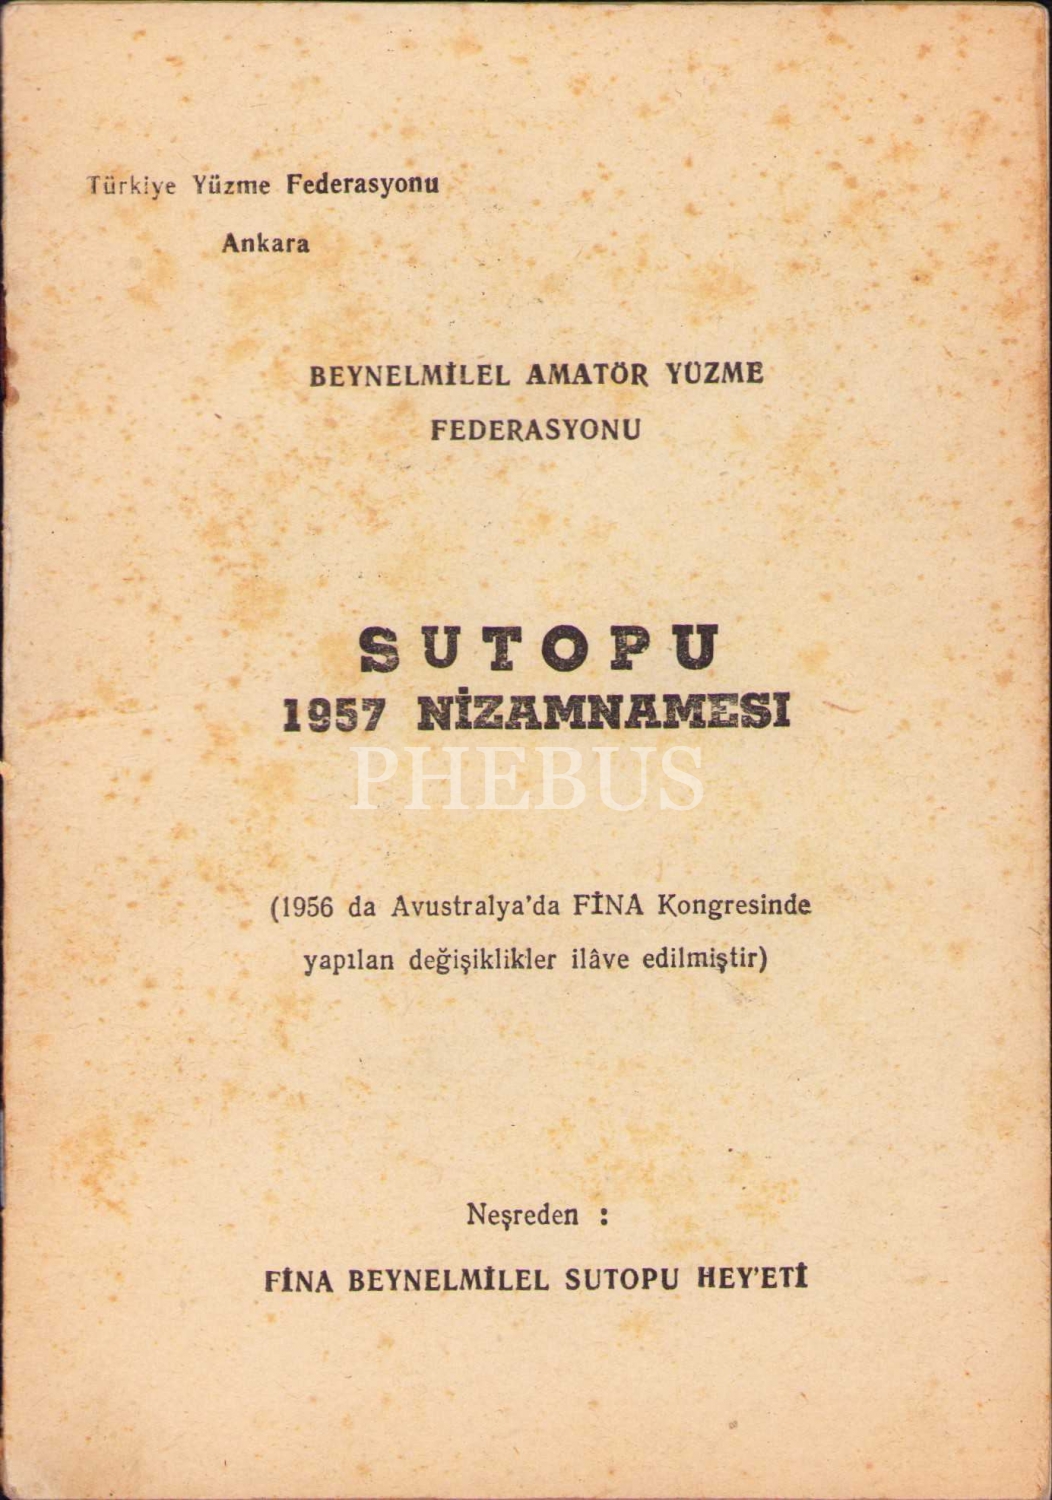 Türkiye Yüzme Federasyonu
Ankara
BEYNELMİLEL AMATÖR YÜZME
FEDERASYONU
SUTOPU
1957 NİZAMNAMESI
PHEBUS
(1956 da Avustralya'da FİNA Kongresinde
yapılan değişiklikler ilâve edilmiştir)
Neşreden :
FİNA BEYNELMİLEL SUTOPU HEY'ETİ